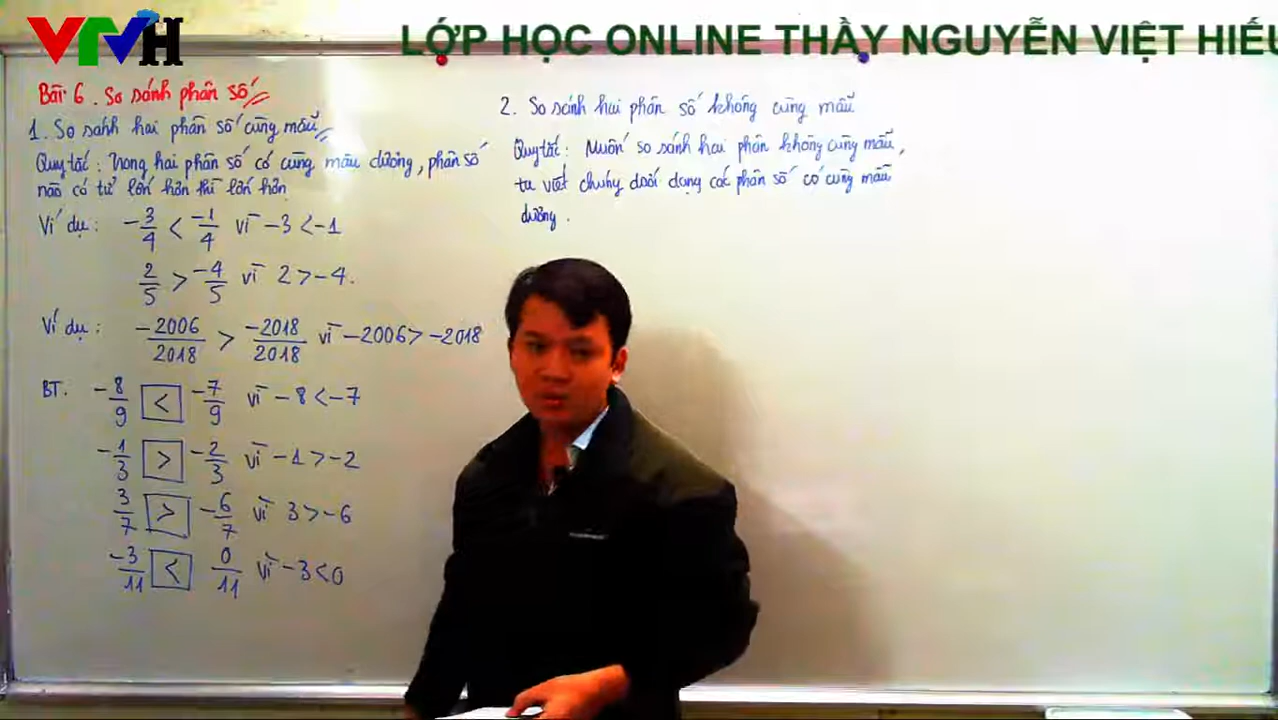 VTVH
LỚP HỌC ONLINE THẦY NGUYỄN VIỆT HIẾU
Bài 6. So sánh phân số
1. So sánh hai phân số cùng mẫu
Quy tắc: Trong hai phân số có cùng mẫu dương, phân số
nào có tử lớn hơn thì lớn hơn
Ví dụ: -3/4 < -1/4 vì -3 < -1
2/5 > -4/5 vì 2 > -4.
Ví dụ: -2006/2018 > -2018/2018 vì -2006 > -2018
BT. -8/9 < -7/9 vì -8 < -7
-1/3 > -2/3 vì -1 > -2
3/7 > -6/7 vì 3 > -6
-3/11 < 0/11 vì -3 < 0
2. So sánh hai phân số không cùng mẫu
Quy tắc: Muốn so sánh hai phân không cùng mẫu,
ta viết chúng dưới dạng các phân số có cùng mẫu
dương.